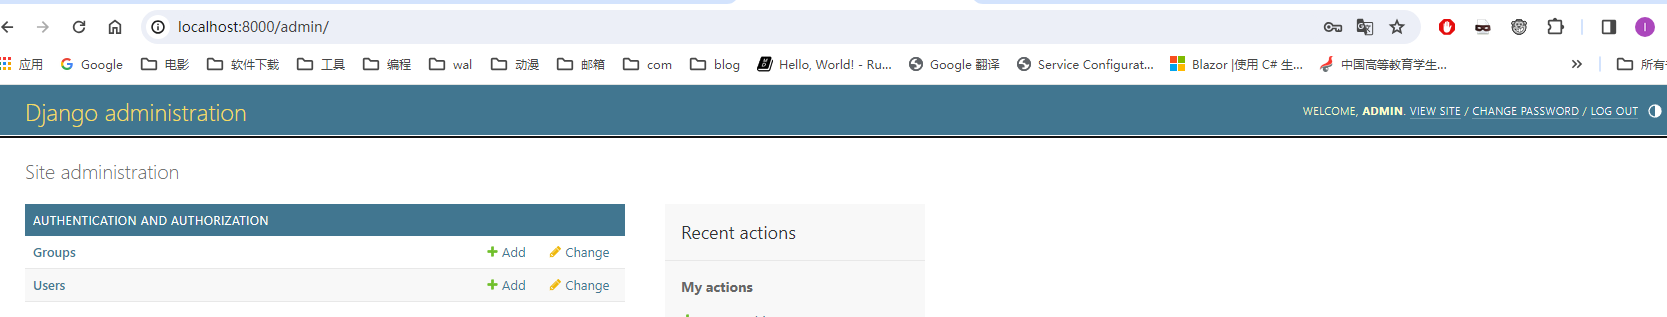 localhost:8000/admin/
应用 Google 电影 软件下载 工具 编程 wal 动漫 邮箱 com blog Hello, World! - Ru... Google 翻译 Service Configurat... Blazor |使用 C# 生... 中国高等教育学生... » 所有
Django administration
WELCOME, ADMIN. VIEW SITE / CHANGE PASSWORD / LOG OUT
Site administration
AUTHENTICATION AND AUTHORIZATION
Groups Add Change
Users Add Change
Recent actions
My actions